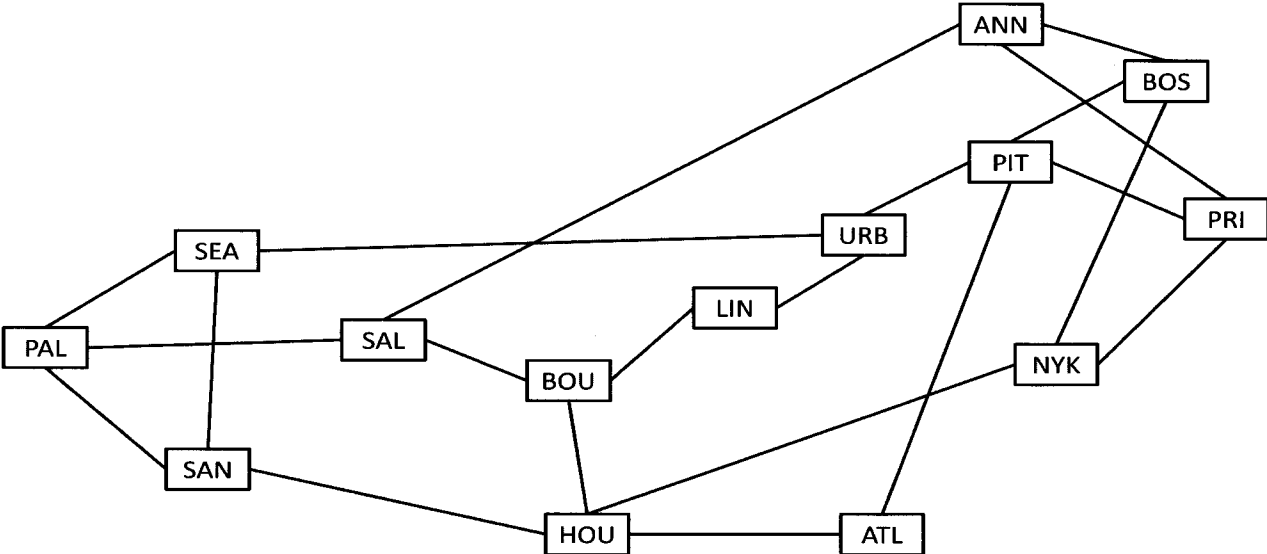 ANN
BOS
PIT
PRI
URB
SEA
LIN
SAL
PAL
NYK
BOU
SAN
HOU
ATL